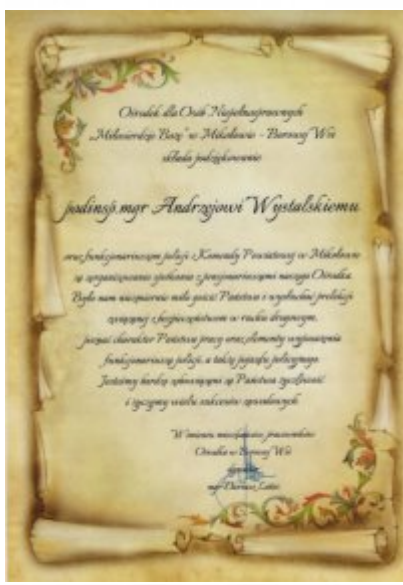 Ośrodek dla Osób Niepełnosprawnych
„Miłosierdzie Boże” w Mikołowie – Borowej Wsi
składa podziękowanie
podinsp. mgr Andrzejowi Wystalskiemu
oraz funkcjonariuszom policji z Komendy Powiatowej w Mikołowie
za zorganizowanie spotkania z pensjonariuszami naszego Ośrodka.
Było nam niezmiernie miło gościć Państwa i wysłuchać prelekcji
związanej z bezpieczeństwem w ruchu drogowym,
poznać charakter Państwa pracy oraz elementy wyposażenia
funkcjonariusza policji, a także pojazdu policyjnego.
Jesteśmy bardzo zobowiązani za Państwa życzliwość
i życzymy wielu sukcesów zawodowych.
W imieniu mieszkańców, pracowników
Ośrodka w Borowej Wsi
mgr Dariusz